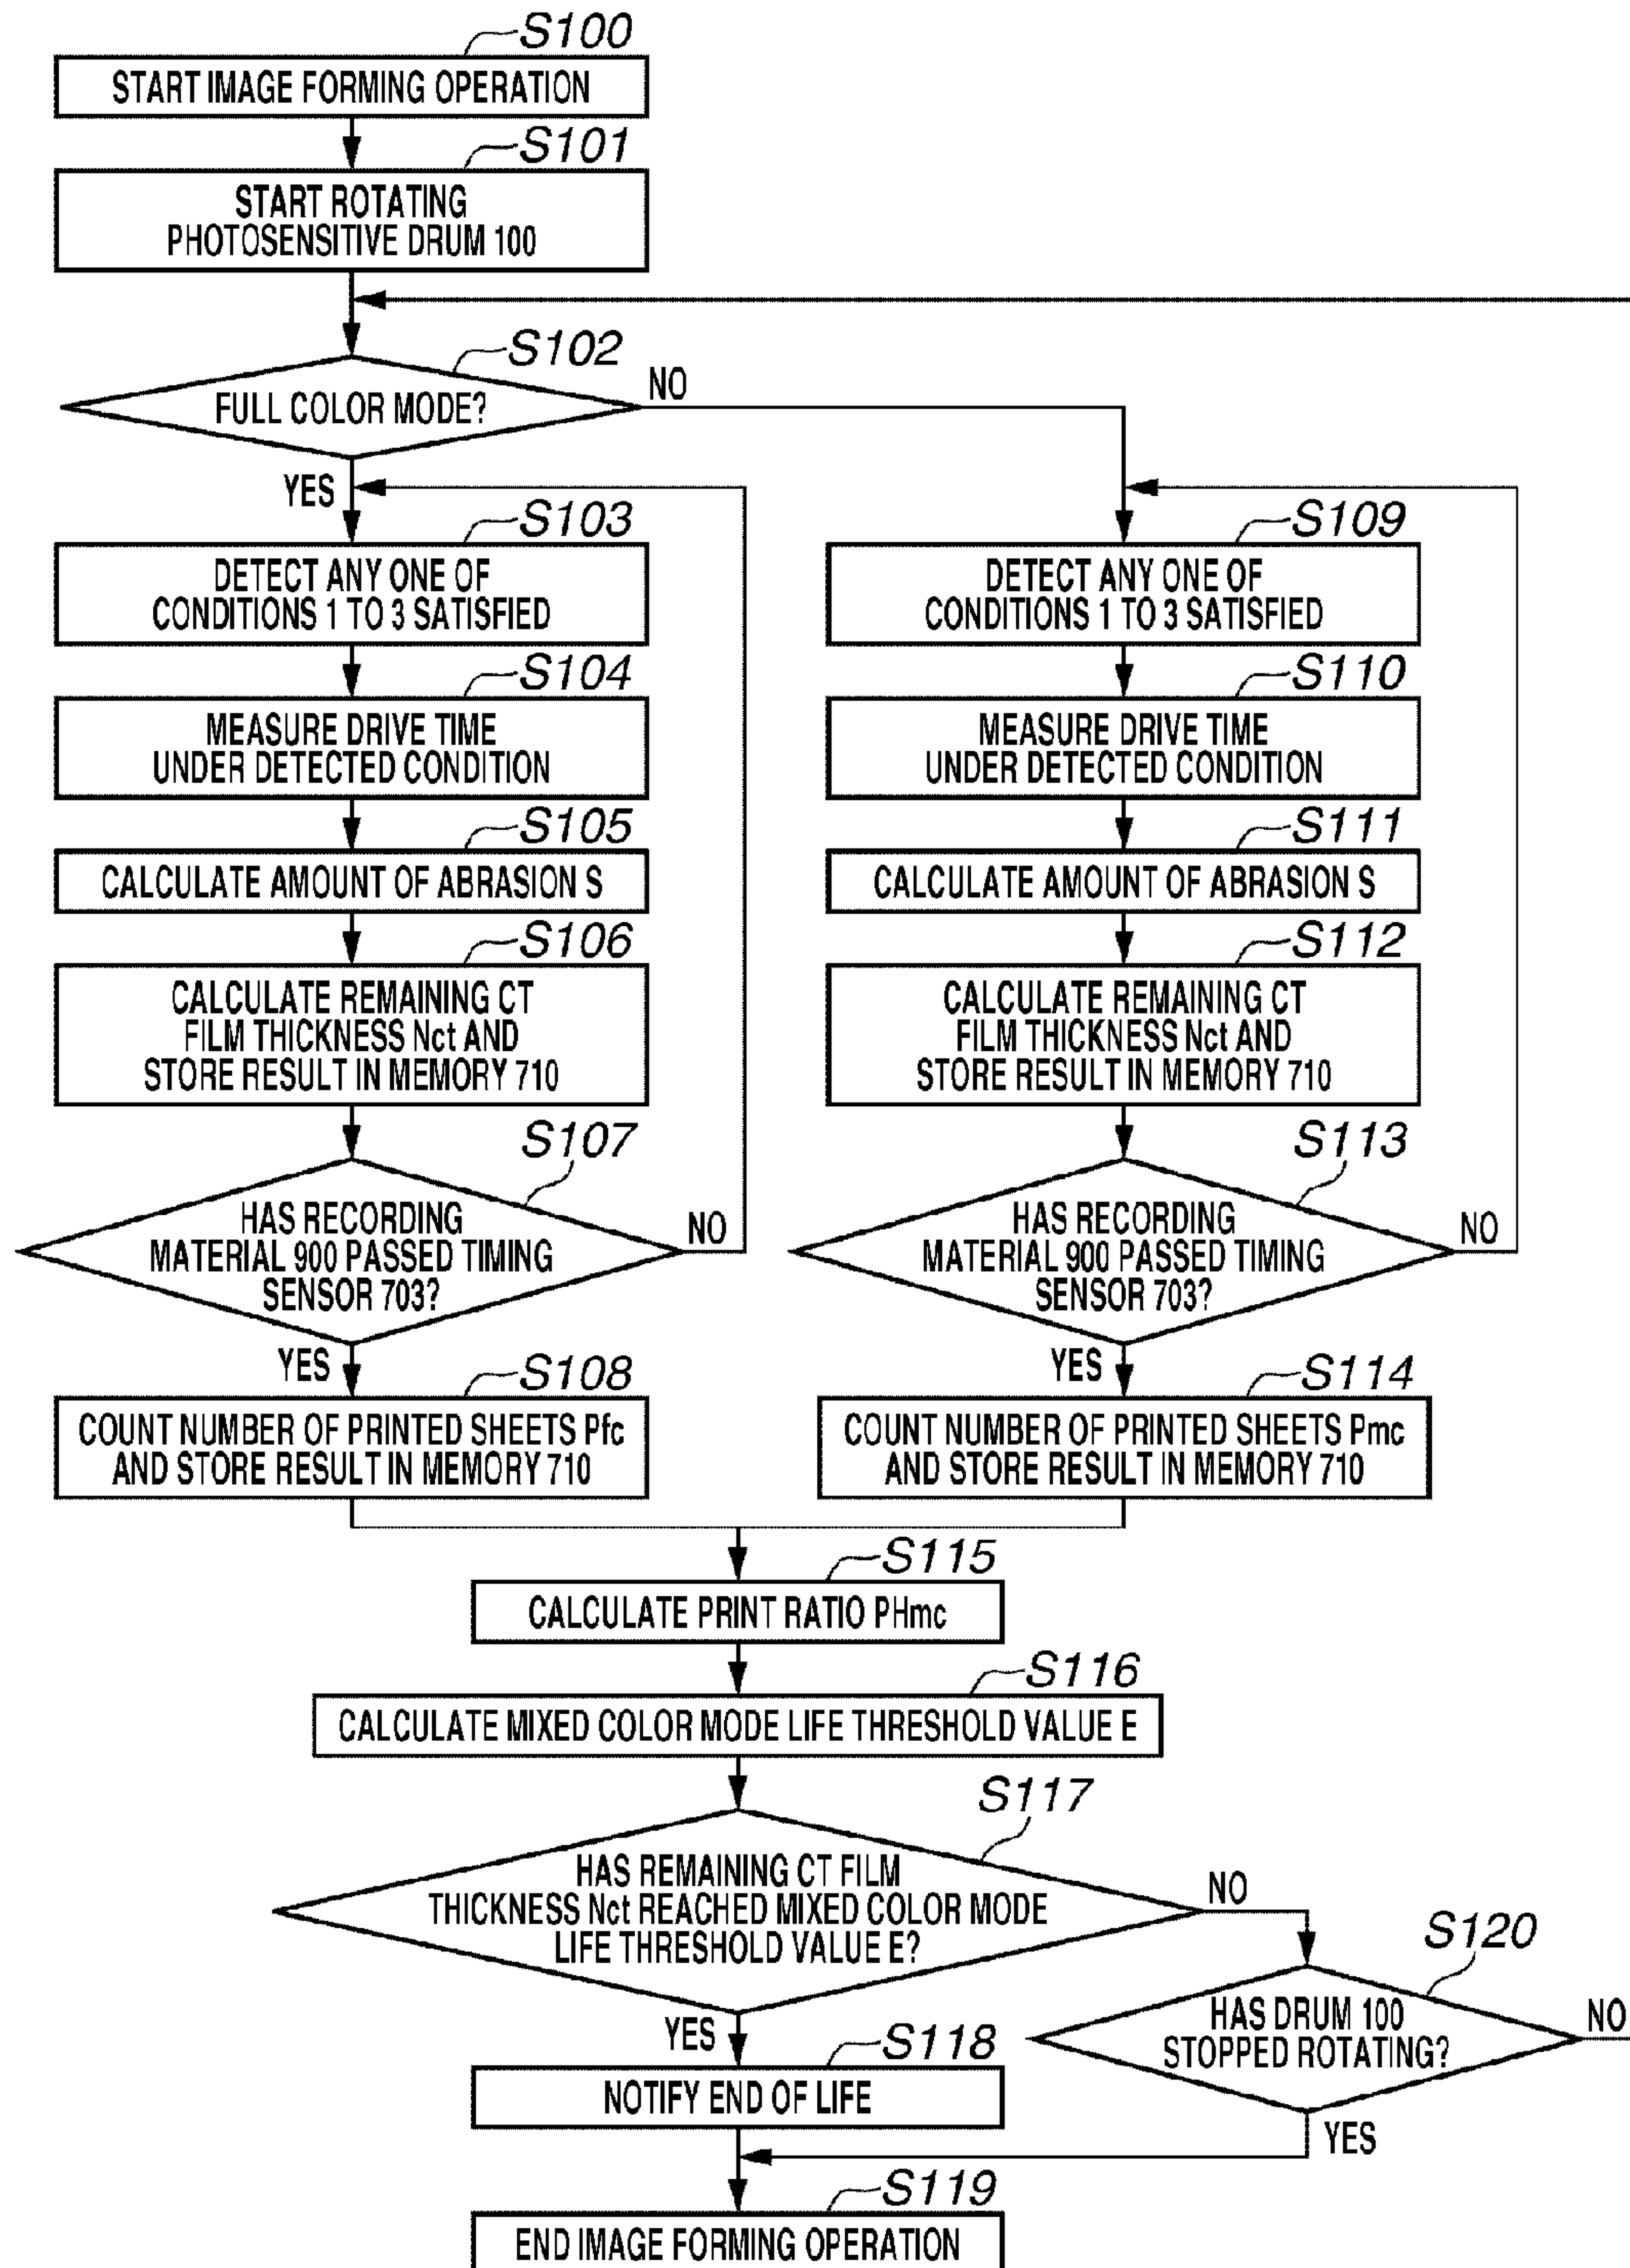 S100
START IMAGE FORMING OPERATION
S101
START ROTATING
PHOTOSENSITIVE DRUM 100
S102
FULL COLOR MODE?
NO
YES
S103
DETECT ANY ONE OF
CONDITIONS 1 TO 3 SATISFIED
S104
MEASURE DRIVE TIME
UNDER DETECTED CONDITION
S105
CALCULATE AMOUNT OF ABRASION S
S106
CALCULATE REMAINING CT
FILM THICKNESS Nct AND
STORE RESULT IN MEMORY 710
S107
HAS RECORDING
MATERIAL 900 PASSED TIMING
SENSOR 703?
NO
YES
S108
COUNT NUMBER OF PRINTED SHEETS Pfc
AND STORE RESULT IN MEMORY 710
S109
DETECT ANY ONE OF
CONDITIONS 1 TO 3 SATISFIED
S110
MEASURE DRIVE TIME
UNDER DETECTED CONDITION
S111
CALCULATE AMOUNT OF ABRASION S
S112
CALCULATE REMAINING CT
FILM THICKNESS Nct AND
STORE RESULT IN MEMORY 710
S113
HAS RECORDING
MATERIAL 900 PASSED TIMING
SENSOR 703?
NO
YES
S114
COUNT NUMBER OF PRINTED SHEETS Pmc
AND STORE RESULT IN MEMORY 710
S115
CALCULATE PRINT RATIO PHmc
S116
CALCULATE MIXED COLOR MODE LIFE THRESHOLD VALUE E
S117
HAS REMAINING CT FILM
THICKNESS Nct REACHED MIXED COLOR MODE
LIFE THRESHOLD VALUE E?
NO
YES
S120
HAS DRUM 100
STOPPED ROTATING?
NO
YES
S118
NOTIFY END OF LIFE
S119
END IMAGE FORMING OPERATION